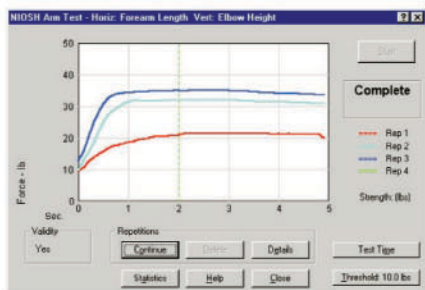 NIOSH Arm Test - Horiz: Forearm Length Vert: Elbow Height
50
40
30
20
10
0
Force - lb
0 1 2 3 4 5
Sec.
Start
Complete
Rep 1
Rep 2
Rep 3
Rep 4
Strength: (lbs)
Validity
Yes
Repetitions
Continue Delete Details
Statistics Help Close
Test Type
Threshold: 10.0 lbs